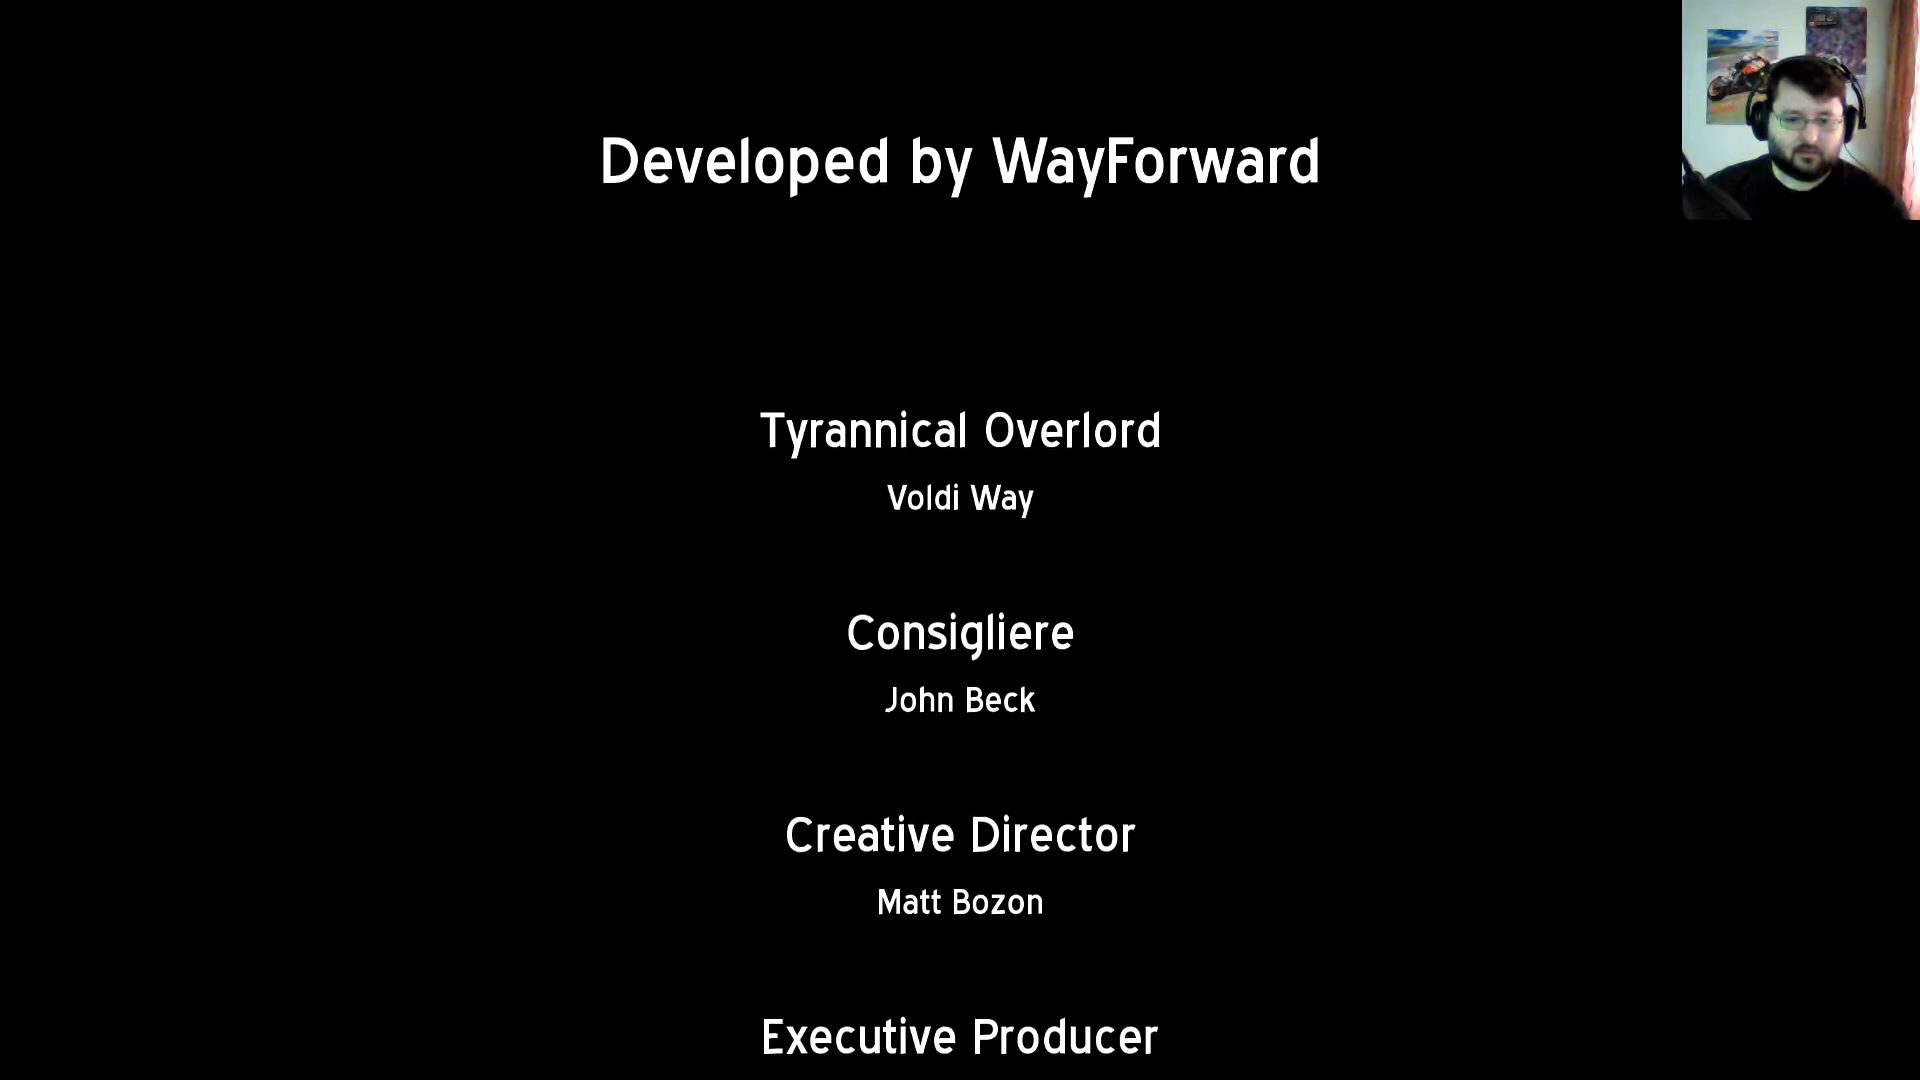 Developed by WayForward
Tyrannical Overlord
Voldi Way
Consigliere
John Beck
Creative Director
Matt Bozon
Executive Producer